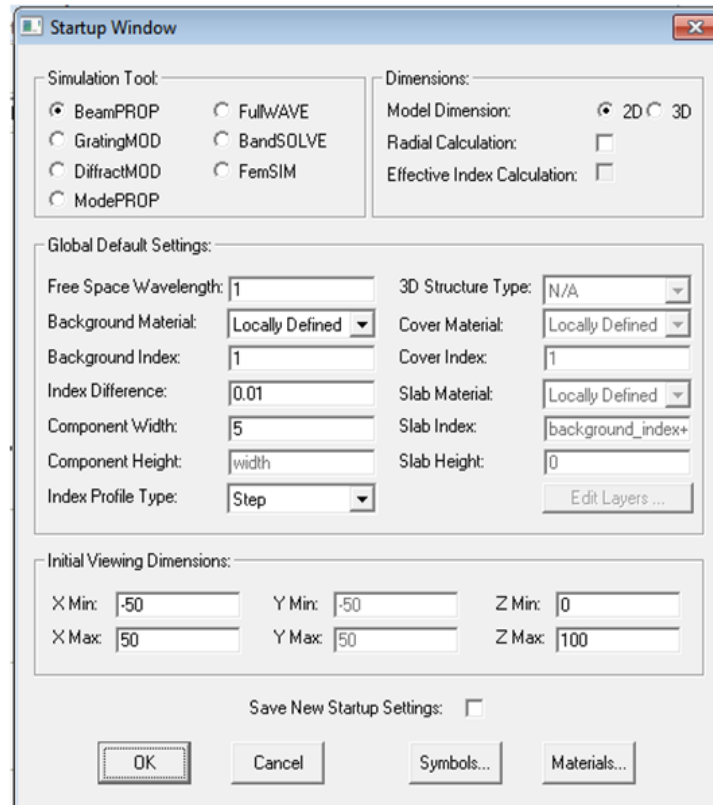 Startup Window
Simulation Tool:
BeamPROP
FullWAVE
GratingMOD
BandSOLVE
DiffractMOD
FemSIM
ModePROP
Dimensions:
Model Dimension: 2D 3D
Radial Calculation:
Effective Index Calculation:
Global Default Settings:
Free Space Wavelength: 1
Background Material: Locally Defined
Background Index: 1
Index Difference: 0.01
Component Width: 5
Component Height: width
Index Profile Type: Step
3D Structure Type: N/A
Cover Material: Locally Defined
Cover Index: 1
Slab Material: Locally Defined
Slab Index: background_index+
Slab Height: 0
Edit Layers ...
Initial Viewing Dimensions:
X Min: -50 Y Min: -50 Z Min: 0
X Max: 50 Y Max: 50 Z Max: 100
Save New Startup Settings:
OK Cancel Symbols... Materials...